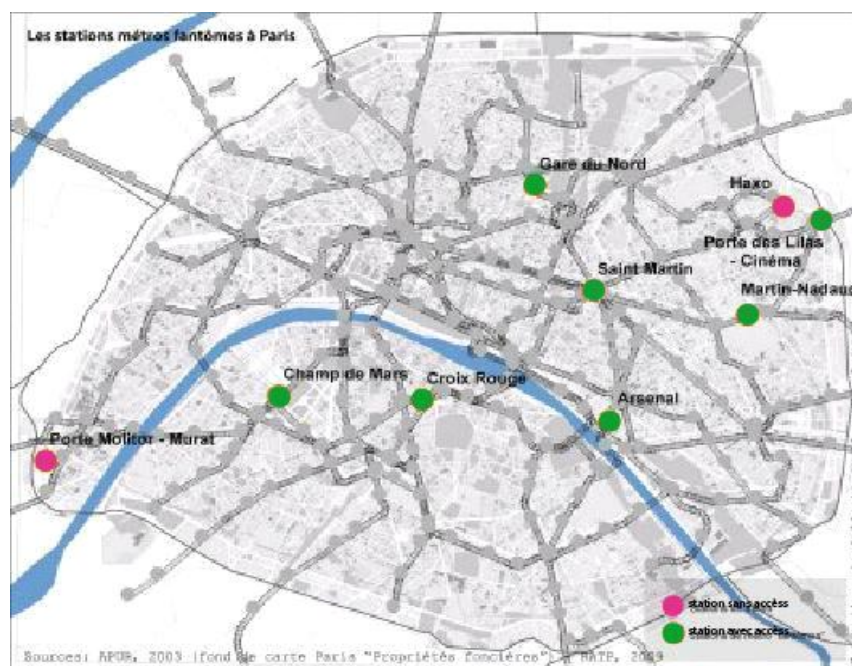 Les stations métros fantômes à Paris
Gare du Nord
Haxo
Porte des Lilas
- Cinéma
Saint Martin
Martin-Nadaud
Champ de Mars
Croix Rouge
Arsenal
Porte Molitor - Murat
station sans accèss
station avec accèss
Sources: APUR, 2003 (fond de carte Paris "Propriétés foncières"), RATP, 2009